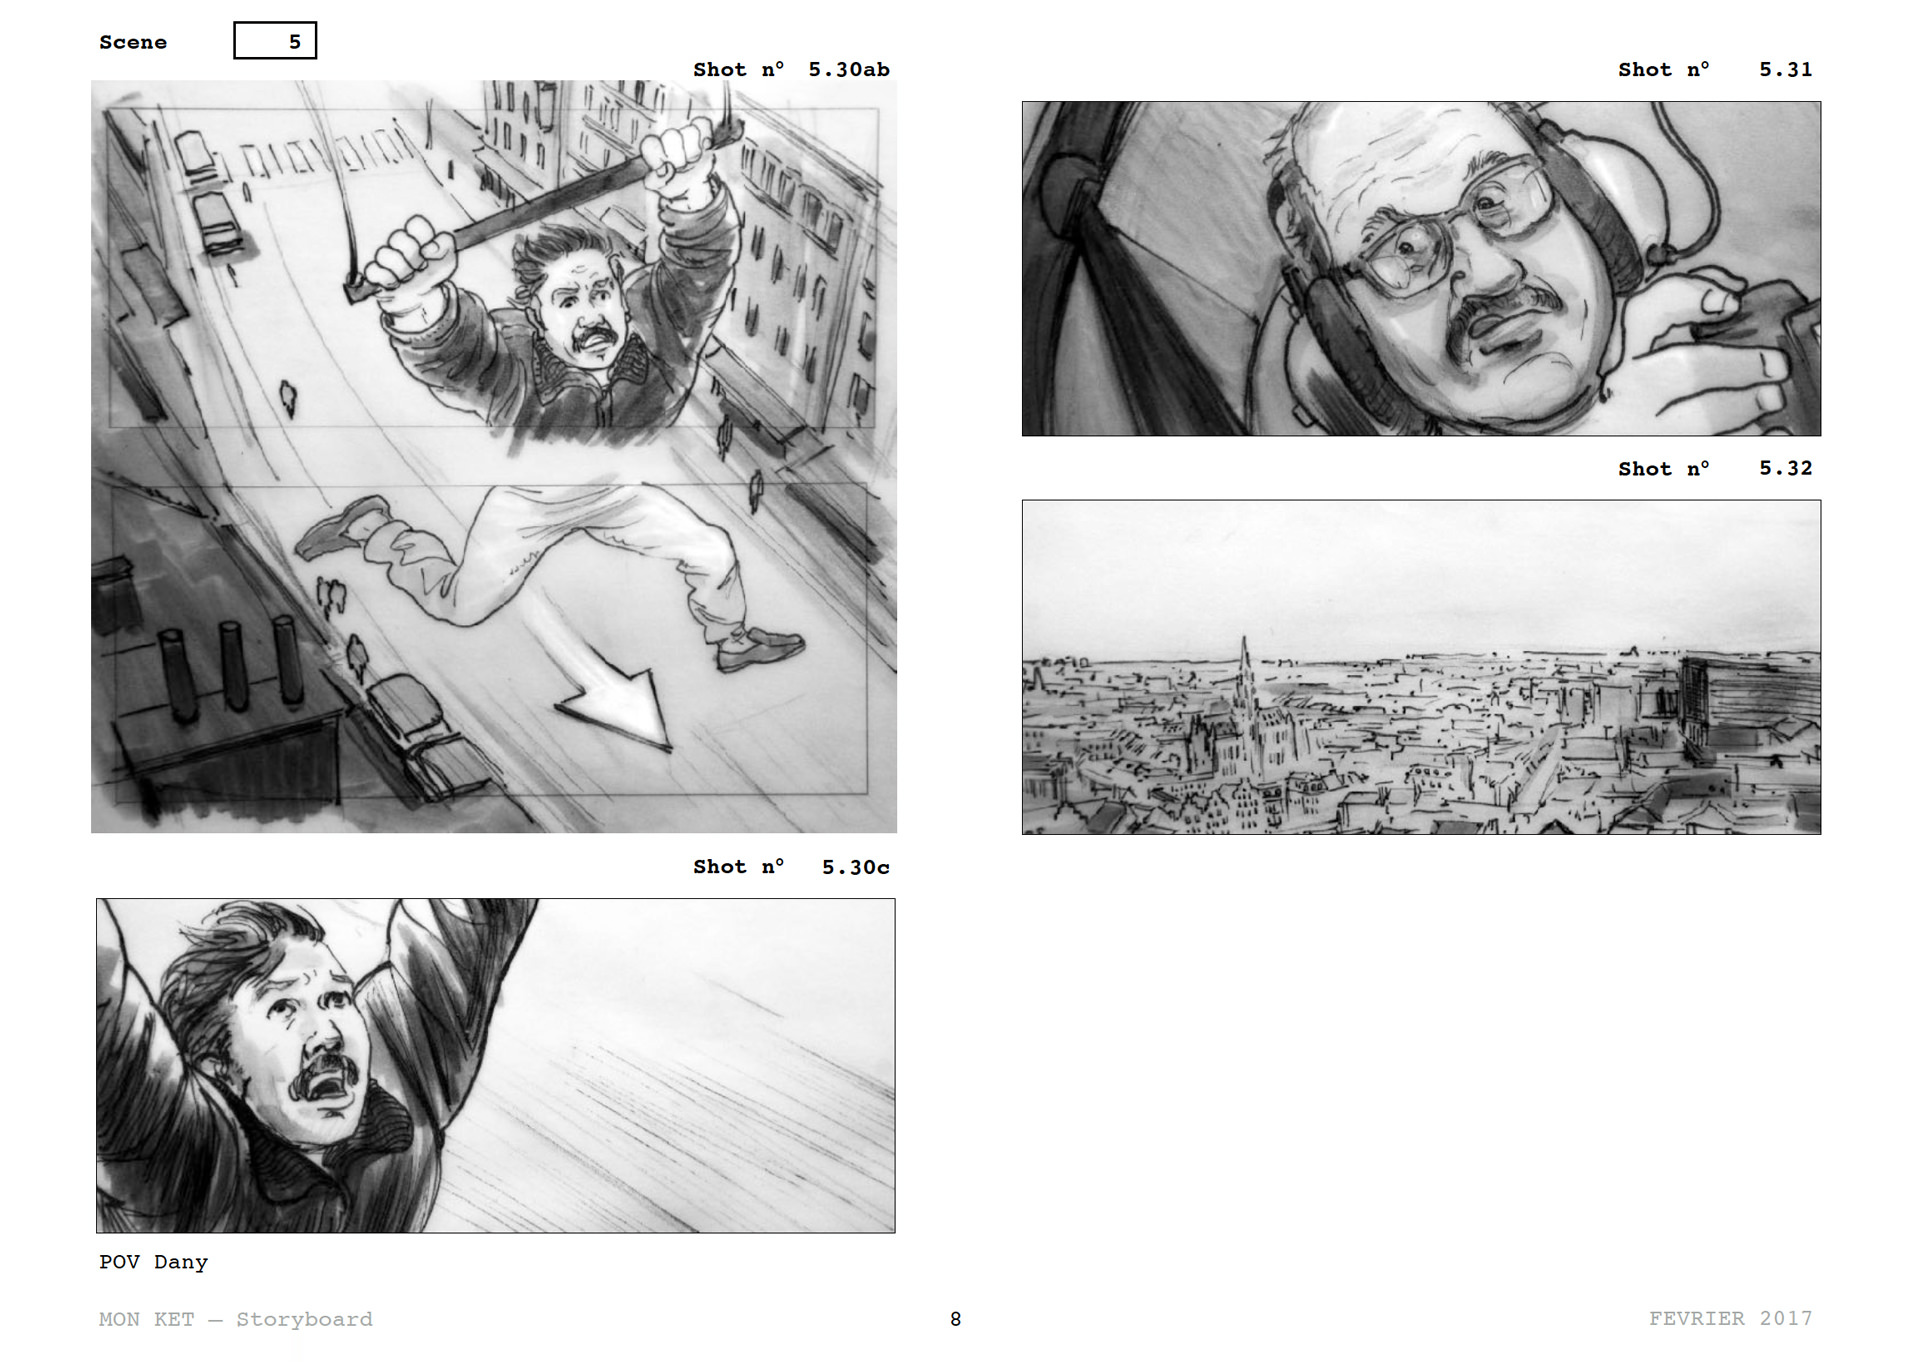 Scene 5
Shot n° 5.30ab
Shot n° 5.30c
POV Dany
Shot n° 5.31
Shot n° 5.32
MON KET — Storyboard
8
FEVRIER 2017